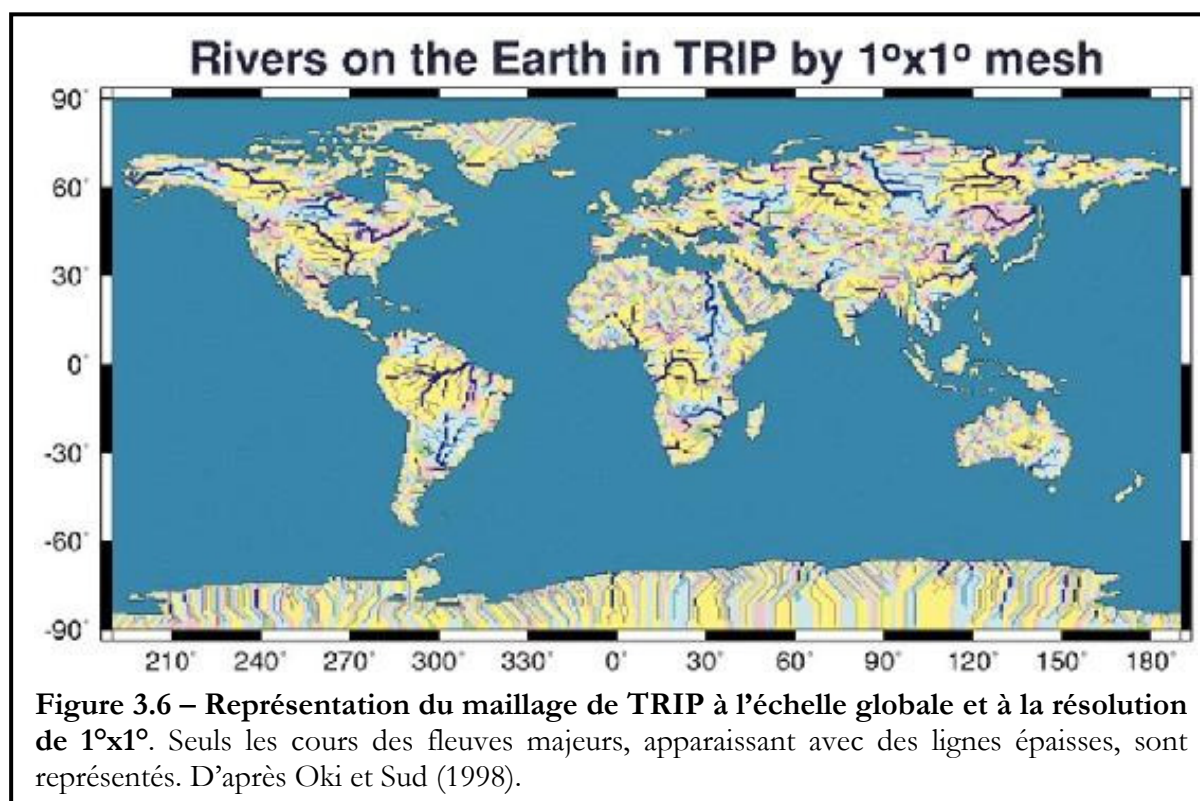 Rivers on the Earth in TRIP by 1°x1° mesh
90°
60°
30°
0°
-30°
-60°
-90°
210° 240° 270° 300° 330° 0° 30° 60° 90° 120° 150° 180°
Figure 3.6 – Représentation du maillage de TRIP à l’échelle globale et à la résolution
de 1°x1°. Seuls les cours des fleuves majeurs, apparaissant avec des lignes épaisses, sont
représentés. D’après Oki et Sud (1998).